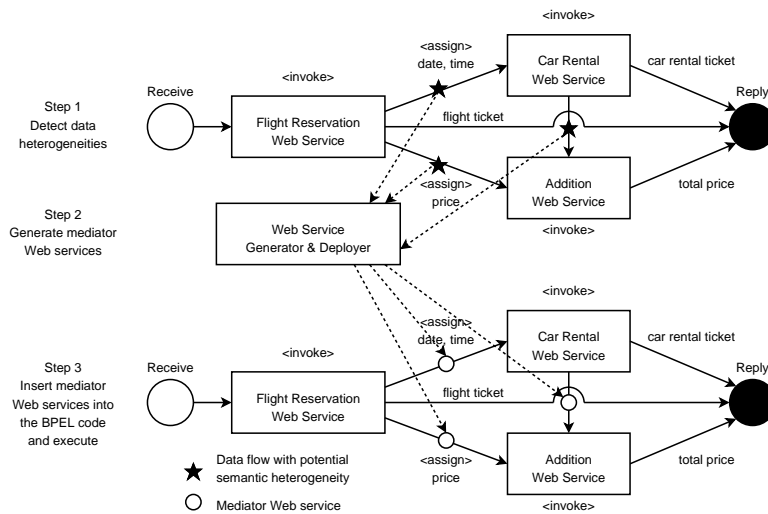 <invoke>
<assign>
date, time
Car Rental
Web Service
car rental ticket
Receive
<invoke>
Reply
Step 1
Detect data
heterogeneities
Flight Reservation
Web Service
flight ticket
<assign>
price
Addition
Web Service
total price
<invoke>
Step 2
Generate mediator
Web services
Web Service
Generator & Deployer
<invoke>
<assign>
date, time
Car Rental
Web Service
car rental ticket
Receive
<invoke>
Reply
Step 3
Insert mediator
Web services into
the BPEL code
and execute
Flight Reservation
Web Service
flight ticket
<assign>
price
Addition
Web Service
total price
<invoke>
Data flow with potential
semantic heterogeneity
Mediator Web service